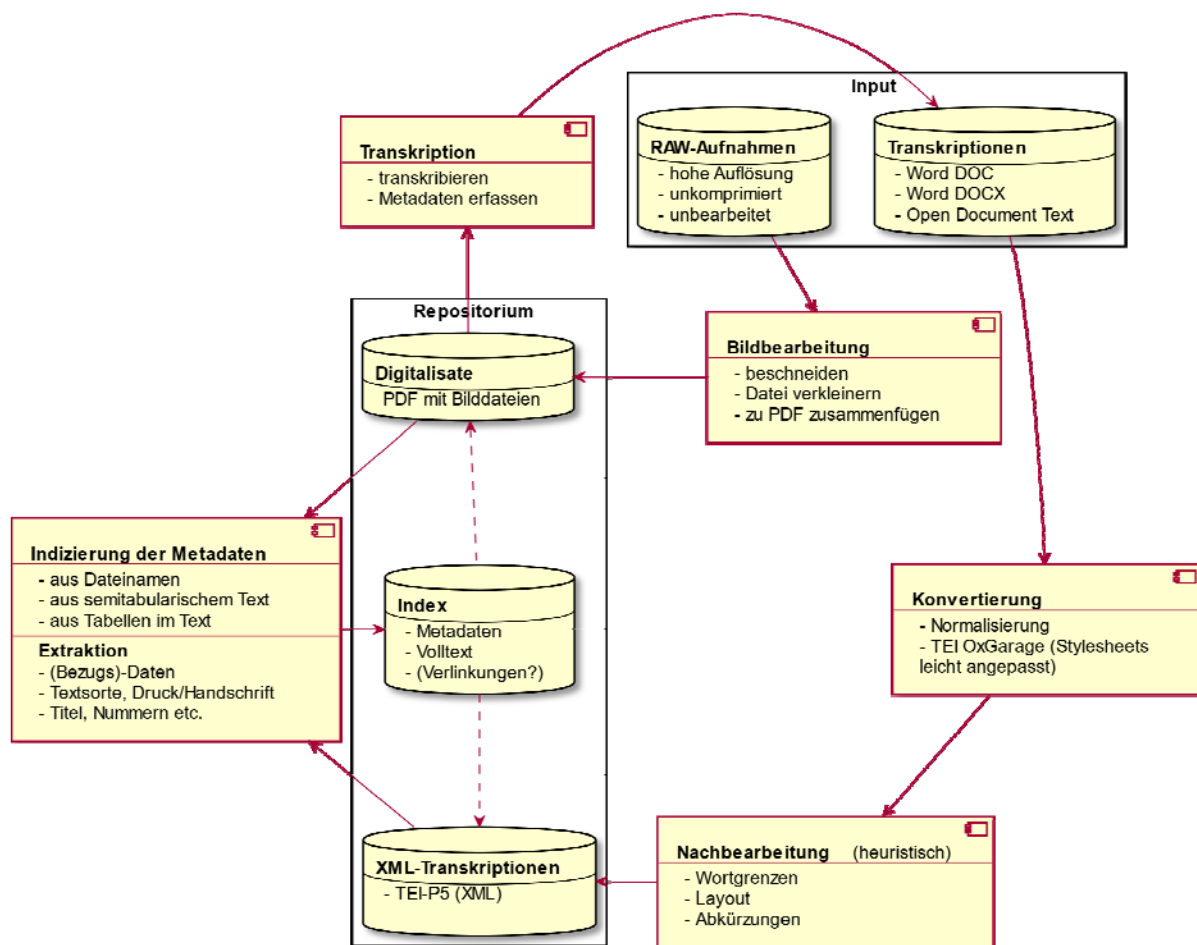 Input
RAW-Aufnahmen
- hohe Auflösung
- unkomprimiert
- unbearbeitet
Transkriptionen
- Word DOC
- Word DOCX
- Open Document Text
Transkription
- transkribieren
- Metadaten erfassen
Repositorium
Digitalisate
PDF mit Bilddateien
Bildbearbeitung
- beschneiden
- Datei verkleinern
- zu PDF zusammenfügen
Indizierung der Metadaten
- aus Dateinamen
- aus semitabularischem Text
- aus Tabellen im Text
Extraktion
- (Bezugs)-Daten
- Textsorte, Druck/Handschrift
- Titel, Nummern etc.
Index
- Metadaten
- Volltext
- (Verlinkungen?)
Konvertierung
- Normalisierung
- TEI OxGarage (Stylesheets
leicht angepasst)
XML-Transkriptionen
- TEI-P5 (XML)
Nachbearbeitung (heuristisch)
- Wortgrenzen
- Layout
- Abkürzungen